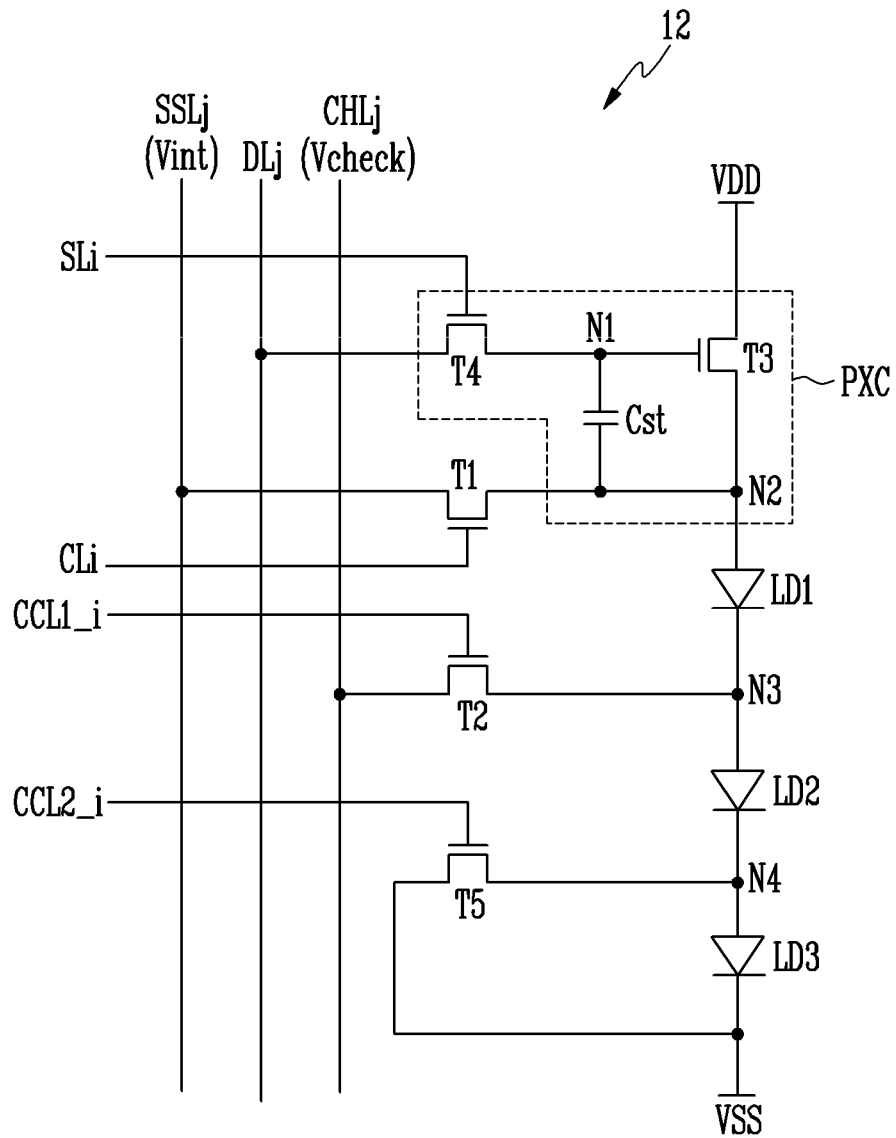 12
SSLj
(Vint)
DLj
CHLj
(Vcheck)
VDD
SLi
N1
T4
T3
PXC
Cst
T1
N2
CLi
LD1
CCL1_i
T2
N3
LD2
CCL2_i
T5
N4
LD3
VSS